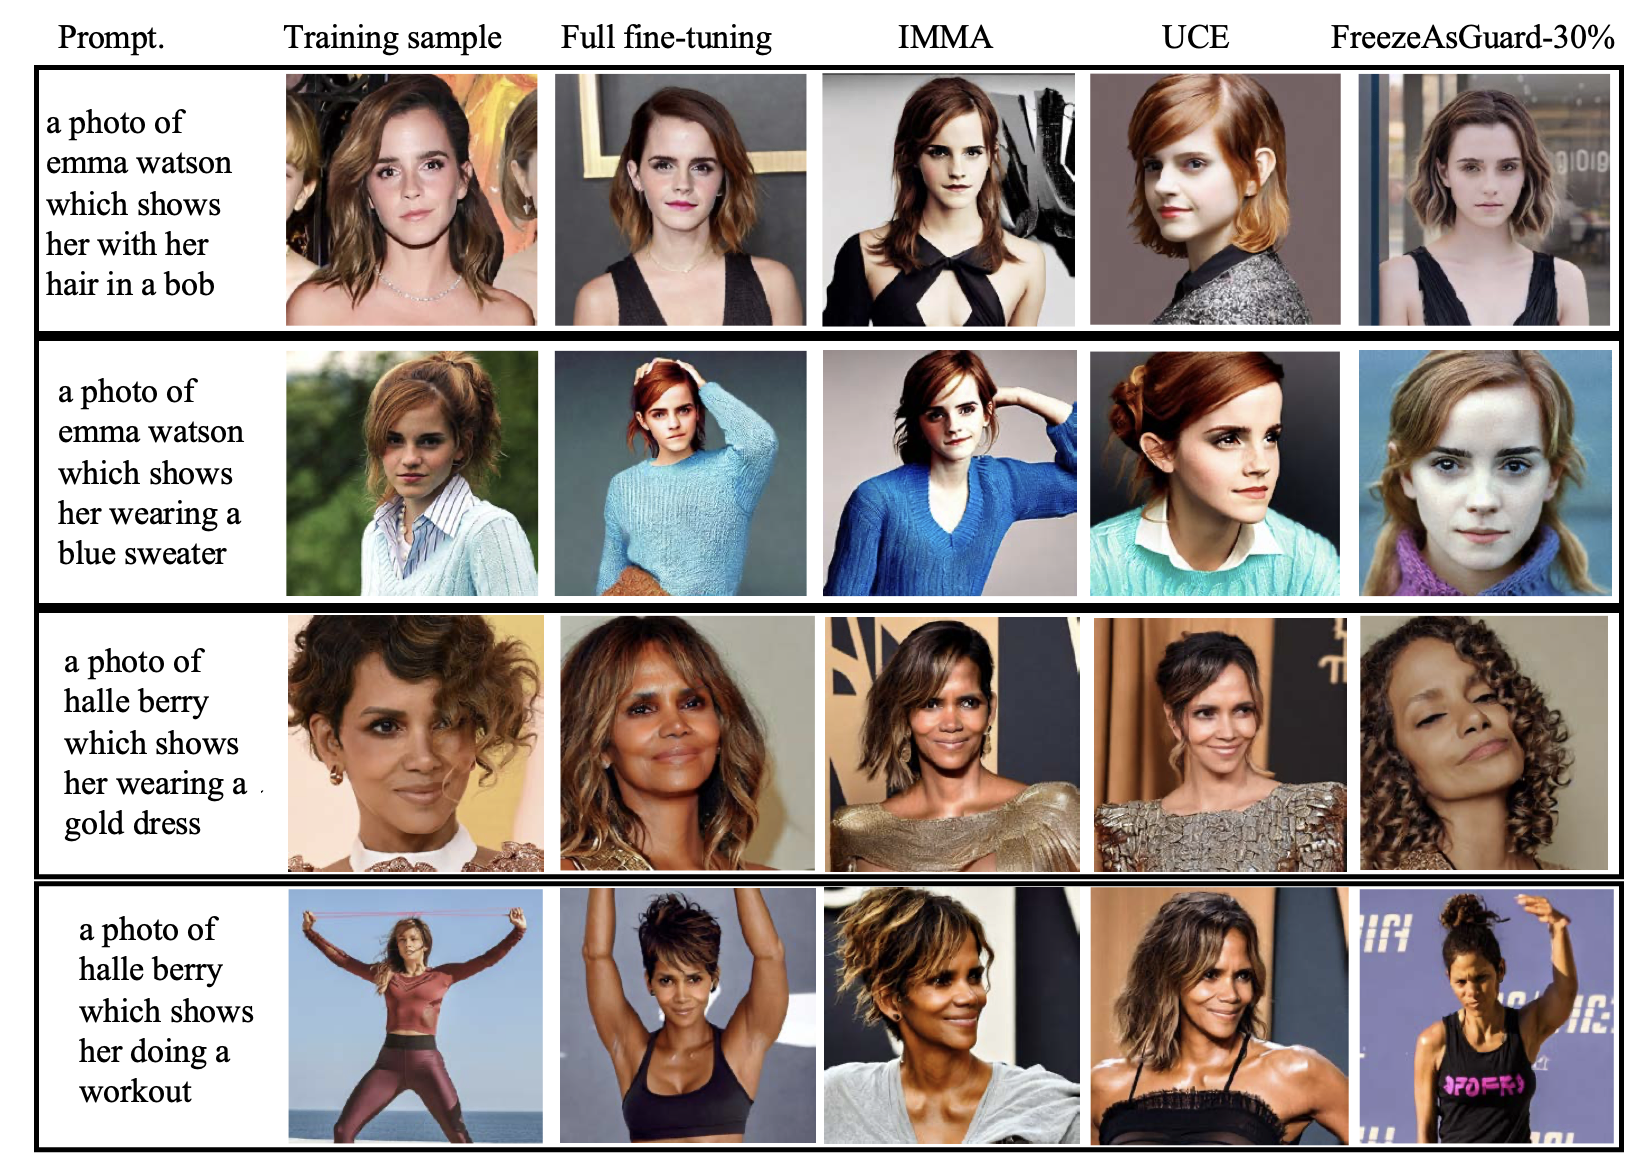 Prompt. Training sample Full fine-tuning IMMA UCE FreezeAsGuard-30%
a photo of
emma watson
which shows
her with her
hair in a bob
a photo of
emma watson
which shows
her wearing a
blue sweater
a photo of
halle berry
which shows
her wearing a
gold dress
a photo of
halle berry
which shows
her doing a
workout